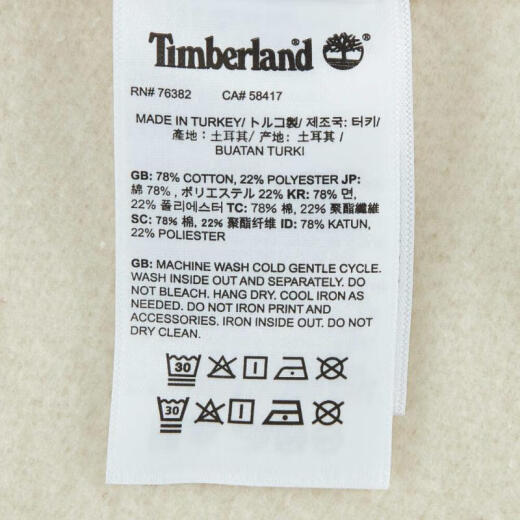 Timberland
RN# 76382 CA# 58417
MADE IN TURKEY/ トルコ製/ 제조국: 터키/
產地: 土耳其/ 产地: 土耳其 /
BUATAN TURKI
GB: 78% COTTON, 22% POLYESTER JP:
綿 78% , ポリエステル 22% KR: 78% 면,
22% 폴리에스터 TC: 78% 棉, 22% 聚酯纖維
SC: 78% 棉, 22% 聚酯纤维 ID: 78% KATUN,
22% POLIESTER
GB: MACHINE WASH COLD GENTLE CYCLE.
WASH INSIDE OUT AND SEPARATELY. DO
NOT BLEACH. HANG DRY. COOL IRON AS
NEEDED. DO NOT IRON PRINT AND
ACCESSORIES. IRON INSIDE OUT. DO NOT
DRY CLEAN.
30
30